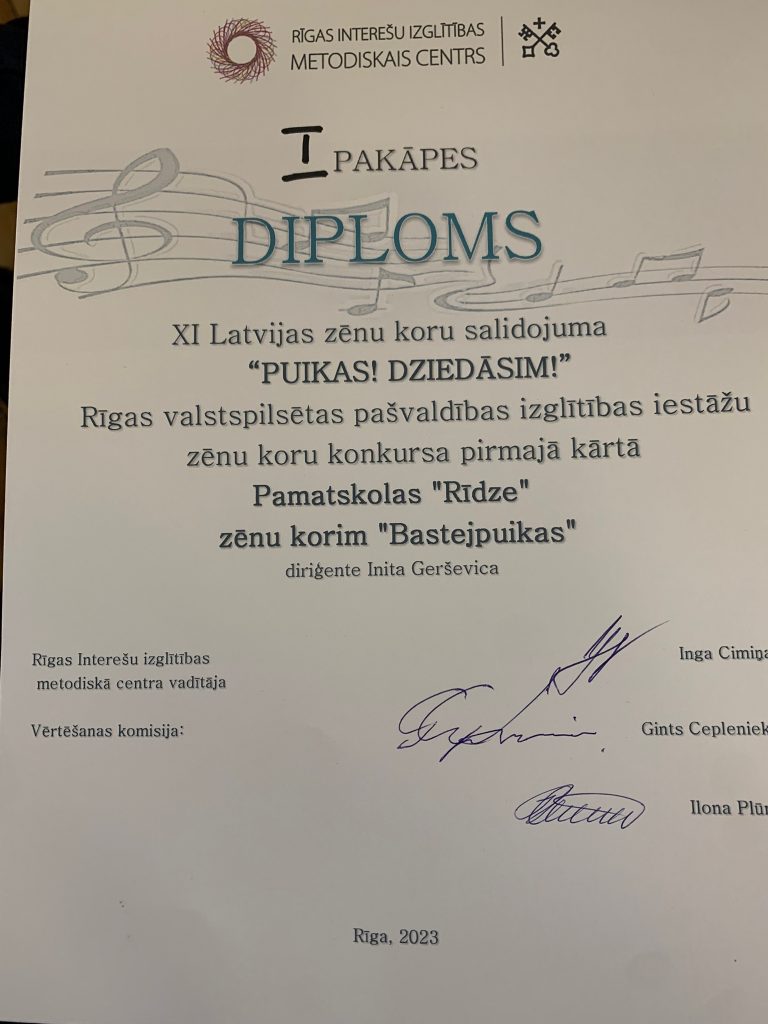 RĪGAS INTEREŠU IZGLĪTĪBAS
METODISKAIS CENTRS
I PAKĀPES
DIPLOMS
XI Latvijas zēnu koru salidojuma
“PUIKAS! DZIEDĀSIM!”
Rīgas valstspilsētas pašvaldības izglītības iestāžu
zēnu koru konkursa pirmajā kārtā
Pamatskolas "Rīdze"
zēnu korim "Bastejpuikas"
diriģente Inita Gerševica
Rīgas Interešu izglītības
metodiskā centra vadītāja
Inga Cimiņa
Vērtēšanas komisija:
Gints Cepleniek
Ilona
Rīga, 2023